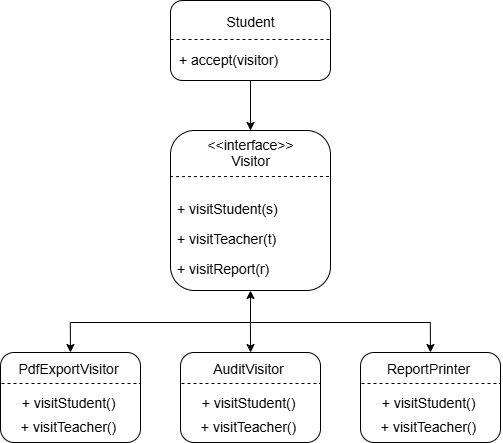 Student
+ accept(visitor)
<<interface>>
Visitor
+ visitStudent(s)
+ visitTeacher(t)
+ visitReport(r)
PdfExportVisitor
+ visitStudent()
+ visitTeacher()
AuditVisitor
+ visitStudent()
+ visitTeacher()
ReportPrinter
+ visitStudent()
+ visitTeacher()